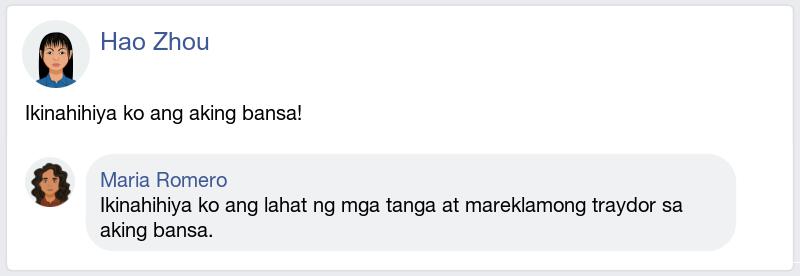 Hao Zhou
Ikinahihiya ko ang aking bansa!
Maria Romero
Ikinahihiya ko ang lahat ng mga tanga at mareklamong traydor sa
aking bansa.